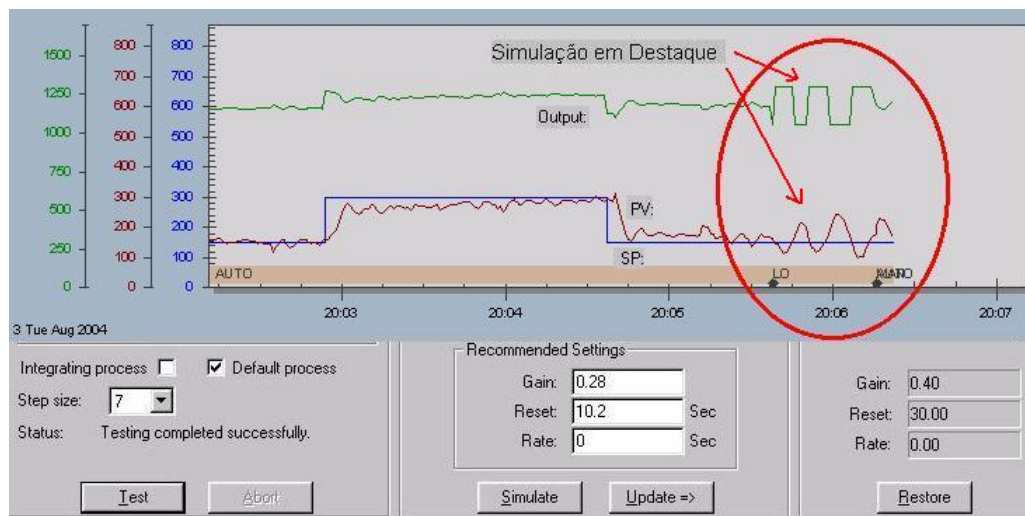 Simulação em Destaque
1500 800 800
700 700
1250 600 600
Output:
1000 500 500
750 400 400
500 300 300
PV:
200 200
250 100 100
SP:
0 0 0
AUTO LO
20:03 20:04 20:05 20:06 20:07
3 Tue Aug 2004
Integrating process Default process
Step size: 7
Status: Testing completed successfully.
Test Abort
Recommended Settings
Gain: 0.28
Reset: 10.2 Sec
Rate: 0 Sec
Simulate Update =>
Gain: 0.40
Reset: 30.00
Rate: 0.00
Restore